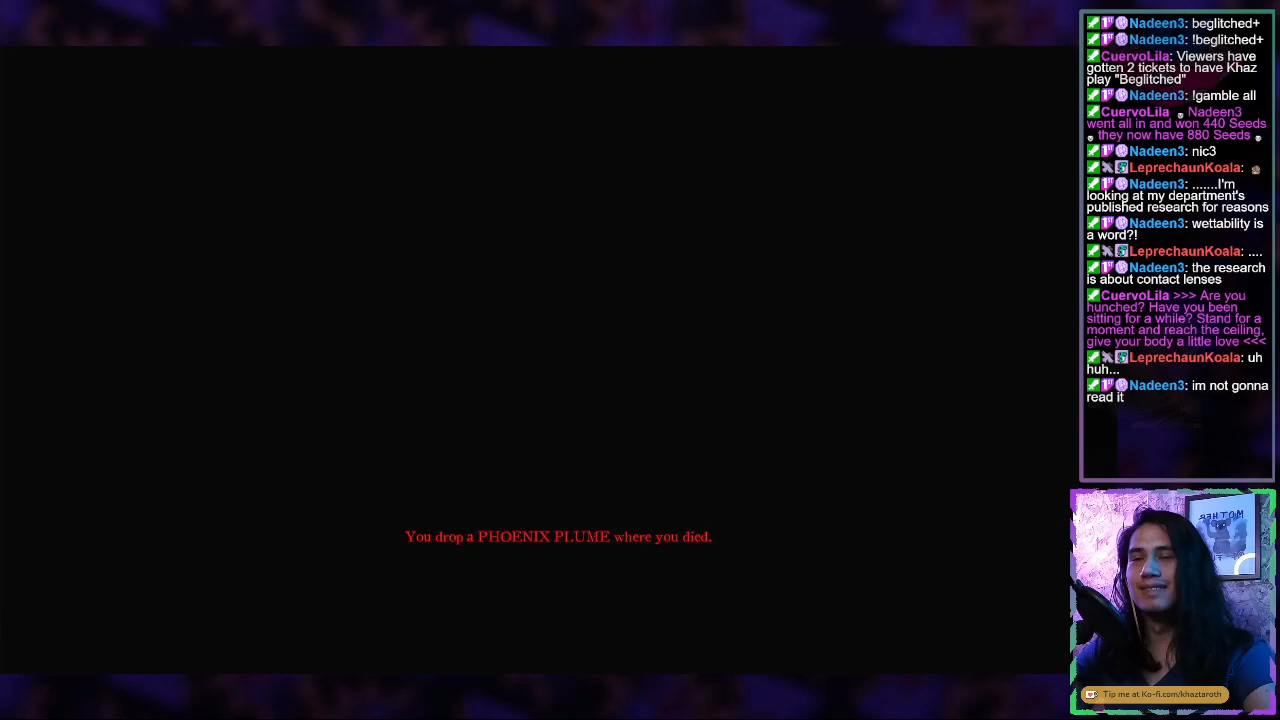 Nadeen3: beglitched+
Nadeen3: !beglitched+
CuervoLila: Viewers have
gotten 2 tickets to have Khaz
play "Beglitched"
Nadeen3: !gamble all
CuervoLila Nadeen3
went all in and won 440 Seeds
they now have 880 Seeds
Nadeen3: nic3
LeprechaunKoala:
Nadeen3: .......I'm
looking at my department's
published research for reasons
Nadeen3: wettability is
a word?!
LeprechaunKoala: ....
Nadeen3: the research
is about contact lenses
CuervoLila >>> Are you
hunched? Have you been
sitting for a while? Stand for a
moment and reach the ceiling,
give your body a little love <<<
LeprechaunKoala: uh
huh...
Nadeen3: im not gonna
read it
You drop a PHOENIX PLUME where you died.
MOTHER
Tip me at Ko-fi.com/khaztaroth